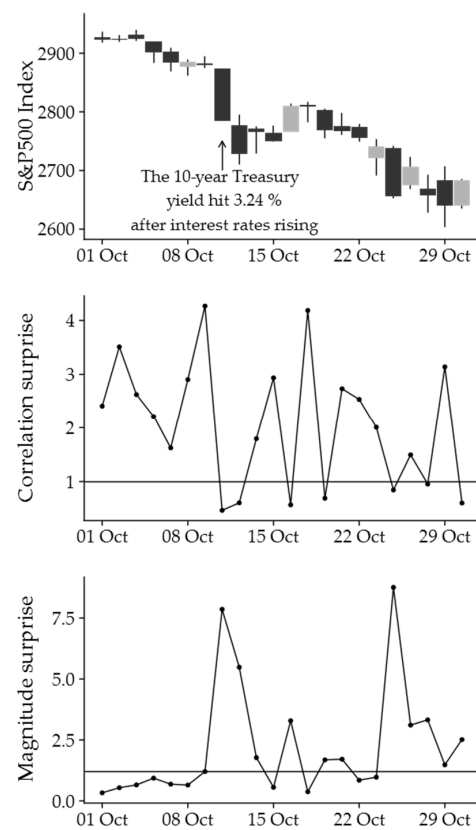 S&P500 Index
2900
2800
2700
2600
The 10-year Treasury
yield hit 3.24 %
after interest rates rising
01 Oct 08 Oct 15 Oct 22 Oct 29 Oct
Correlation surprise
4
3
2
1
01 Oct 08 Oct 15 Oct 22 Oct 29 Oct
Magnitude surprise
7.5
5.0
2.5
0.0
01 Oct 08 Oct 15 Oct 22 Oct 29 Oct